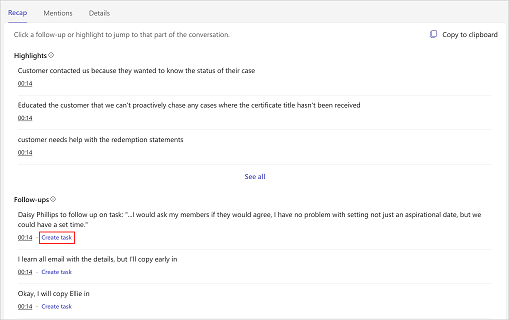 Recap Mentions Details
Click a follow-up or highlight to jump to that part of the conversation. Copy to clipboard
Highlights
Customer contacted us because they wanted to know the status of their case
00:14
Educated the customer that we can't proactively chase any cases where the certificate title hasn't been received
00:14
customer needs help with the redemption statements
00:14
See all
Follow-ups
Daisy Phillips to follow up on task: "...I would ask my members if they would agree, I have no problem with setting not just an aspirational date, but we
could have a set time."
00:14 - Create task
I learn all email with the details, but I'll copy early in
00:14 - Create task
Okay, I will copy Ellie in
00:14 - Create task